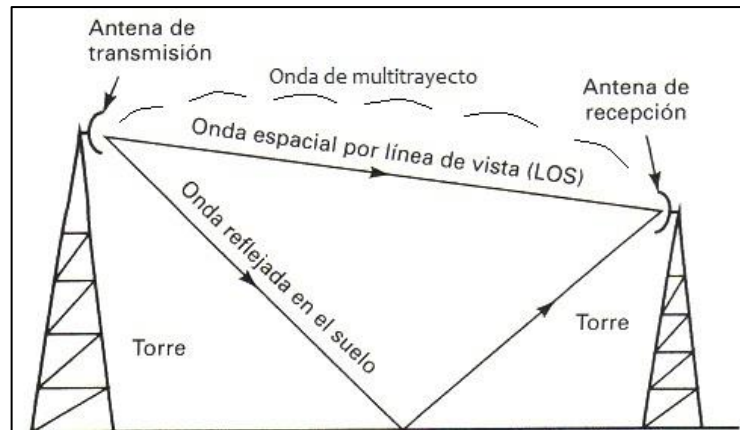 Antena de
transmisión
Onda de multitrayecto
Antena de
recepción
Onda espacial por línea de vista (LOS)
Onda reflejada en el suelo
Torre
Torre